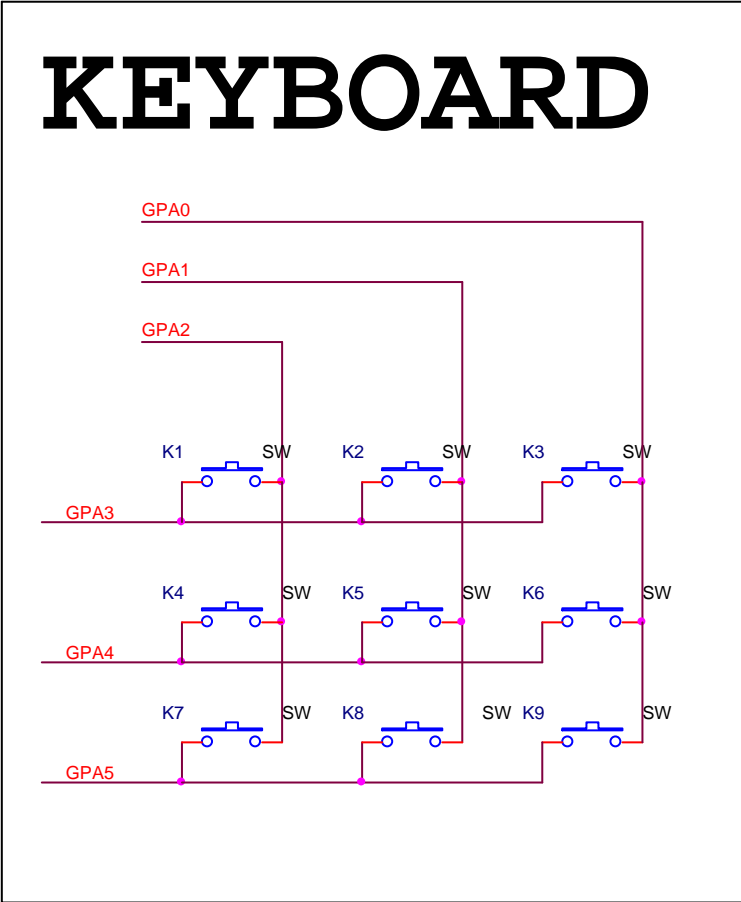 KEYBOARD
GPA0
GPA1
GPA2
K1 SW K2 SW K3 SW
GPA3
K4 SW K5 SW K6 SW
GPA4
K7 SW K8 SW K9 SW
GPA5